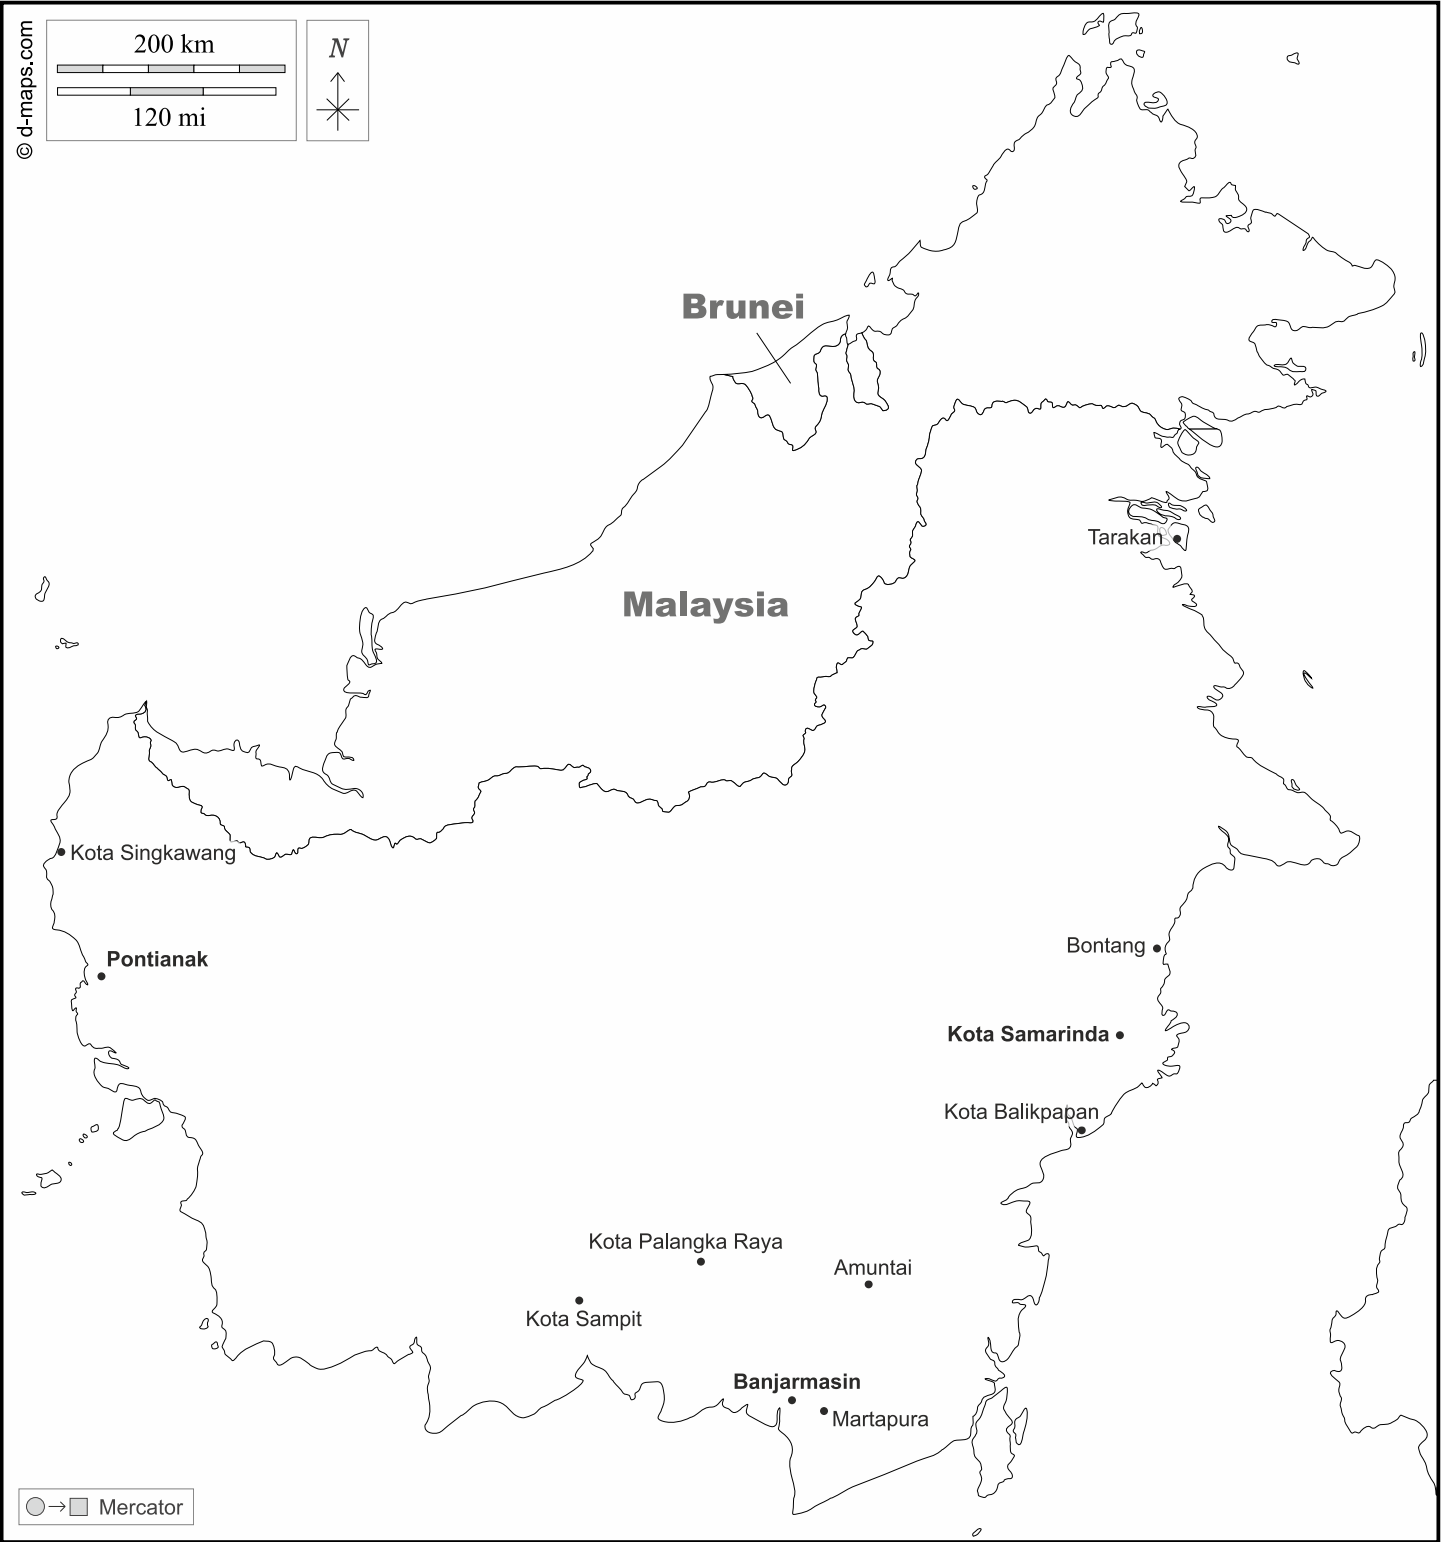 © d-maps.com
200 km
120 mi
N
Brunei
Malaysia
Tarakan
Kota Singkawang
Pontianak
Bontang
Kota Samarinda
Kota Balikpapan
Kota Palangka Raya
Amuntai
Kota Sampit
Banjarmasin
Martapura
Mercator